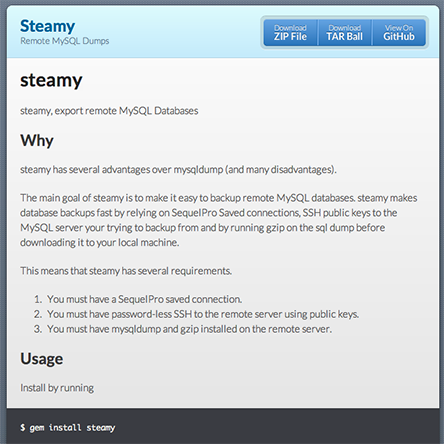 Steamy
Remote MySQL Dumps
Download
ZIP File
Download
TAR Ball
View On
GitHub
steamy
steamy, export remote MySQL Databases
Why
steamy has several advantages over mysqldump (and many disadvantages).
The main goal of steamy is to make it easy to backup remote MySQL databases. steamy makes
database backups fast by relying on SequelPro Saved connections, SSH public keys to the
MySQL server your trying to backup from and by running gzip on the sql dump before
downloading it to your local machine.
This means that steamy has several requirements.
1. You must have a SequelPro saved connection.
2. You must have password-less SSH to the remote server using public keys.
3. You must have mysqldump and gzip installed on the remote server.
Usage
Install by running
$ gem install steamy